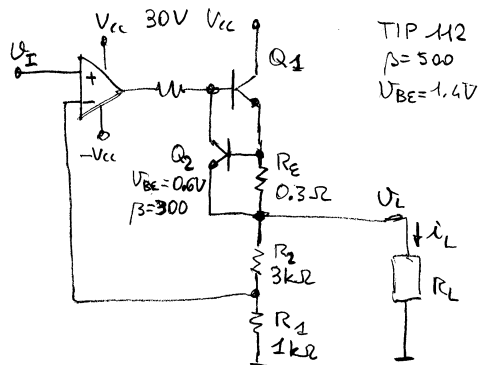 Vcc 30V Vcc
TIP 112
β=500
VBE=1.4V
Q1
VI
+
-
-Vcc
Q2
VBE=0.6V
β=300
RE
0.3Ω
VL
iL
RL
R2
3kΩ
R1
1kΩ